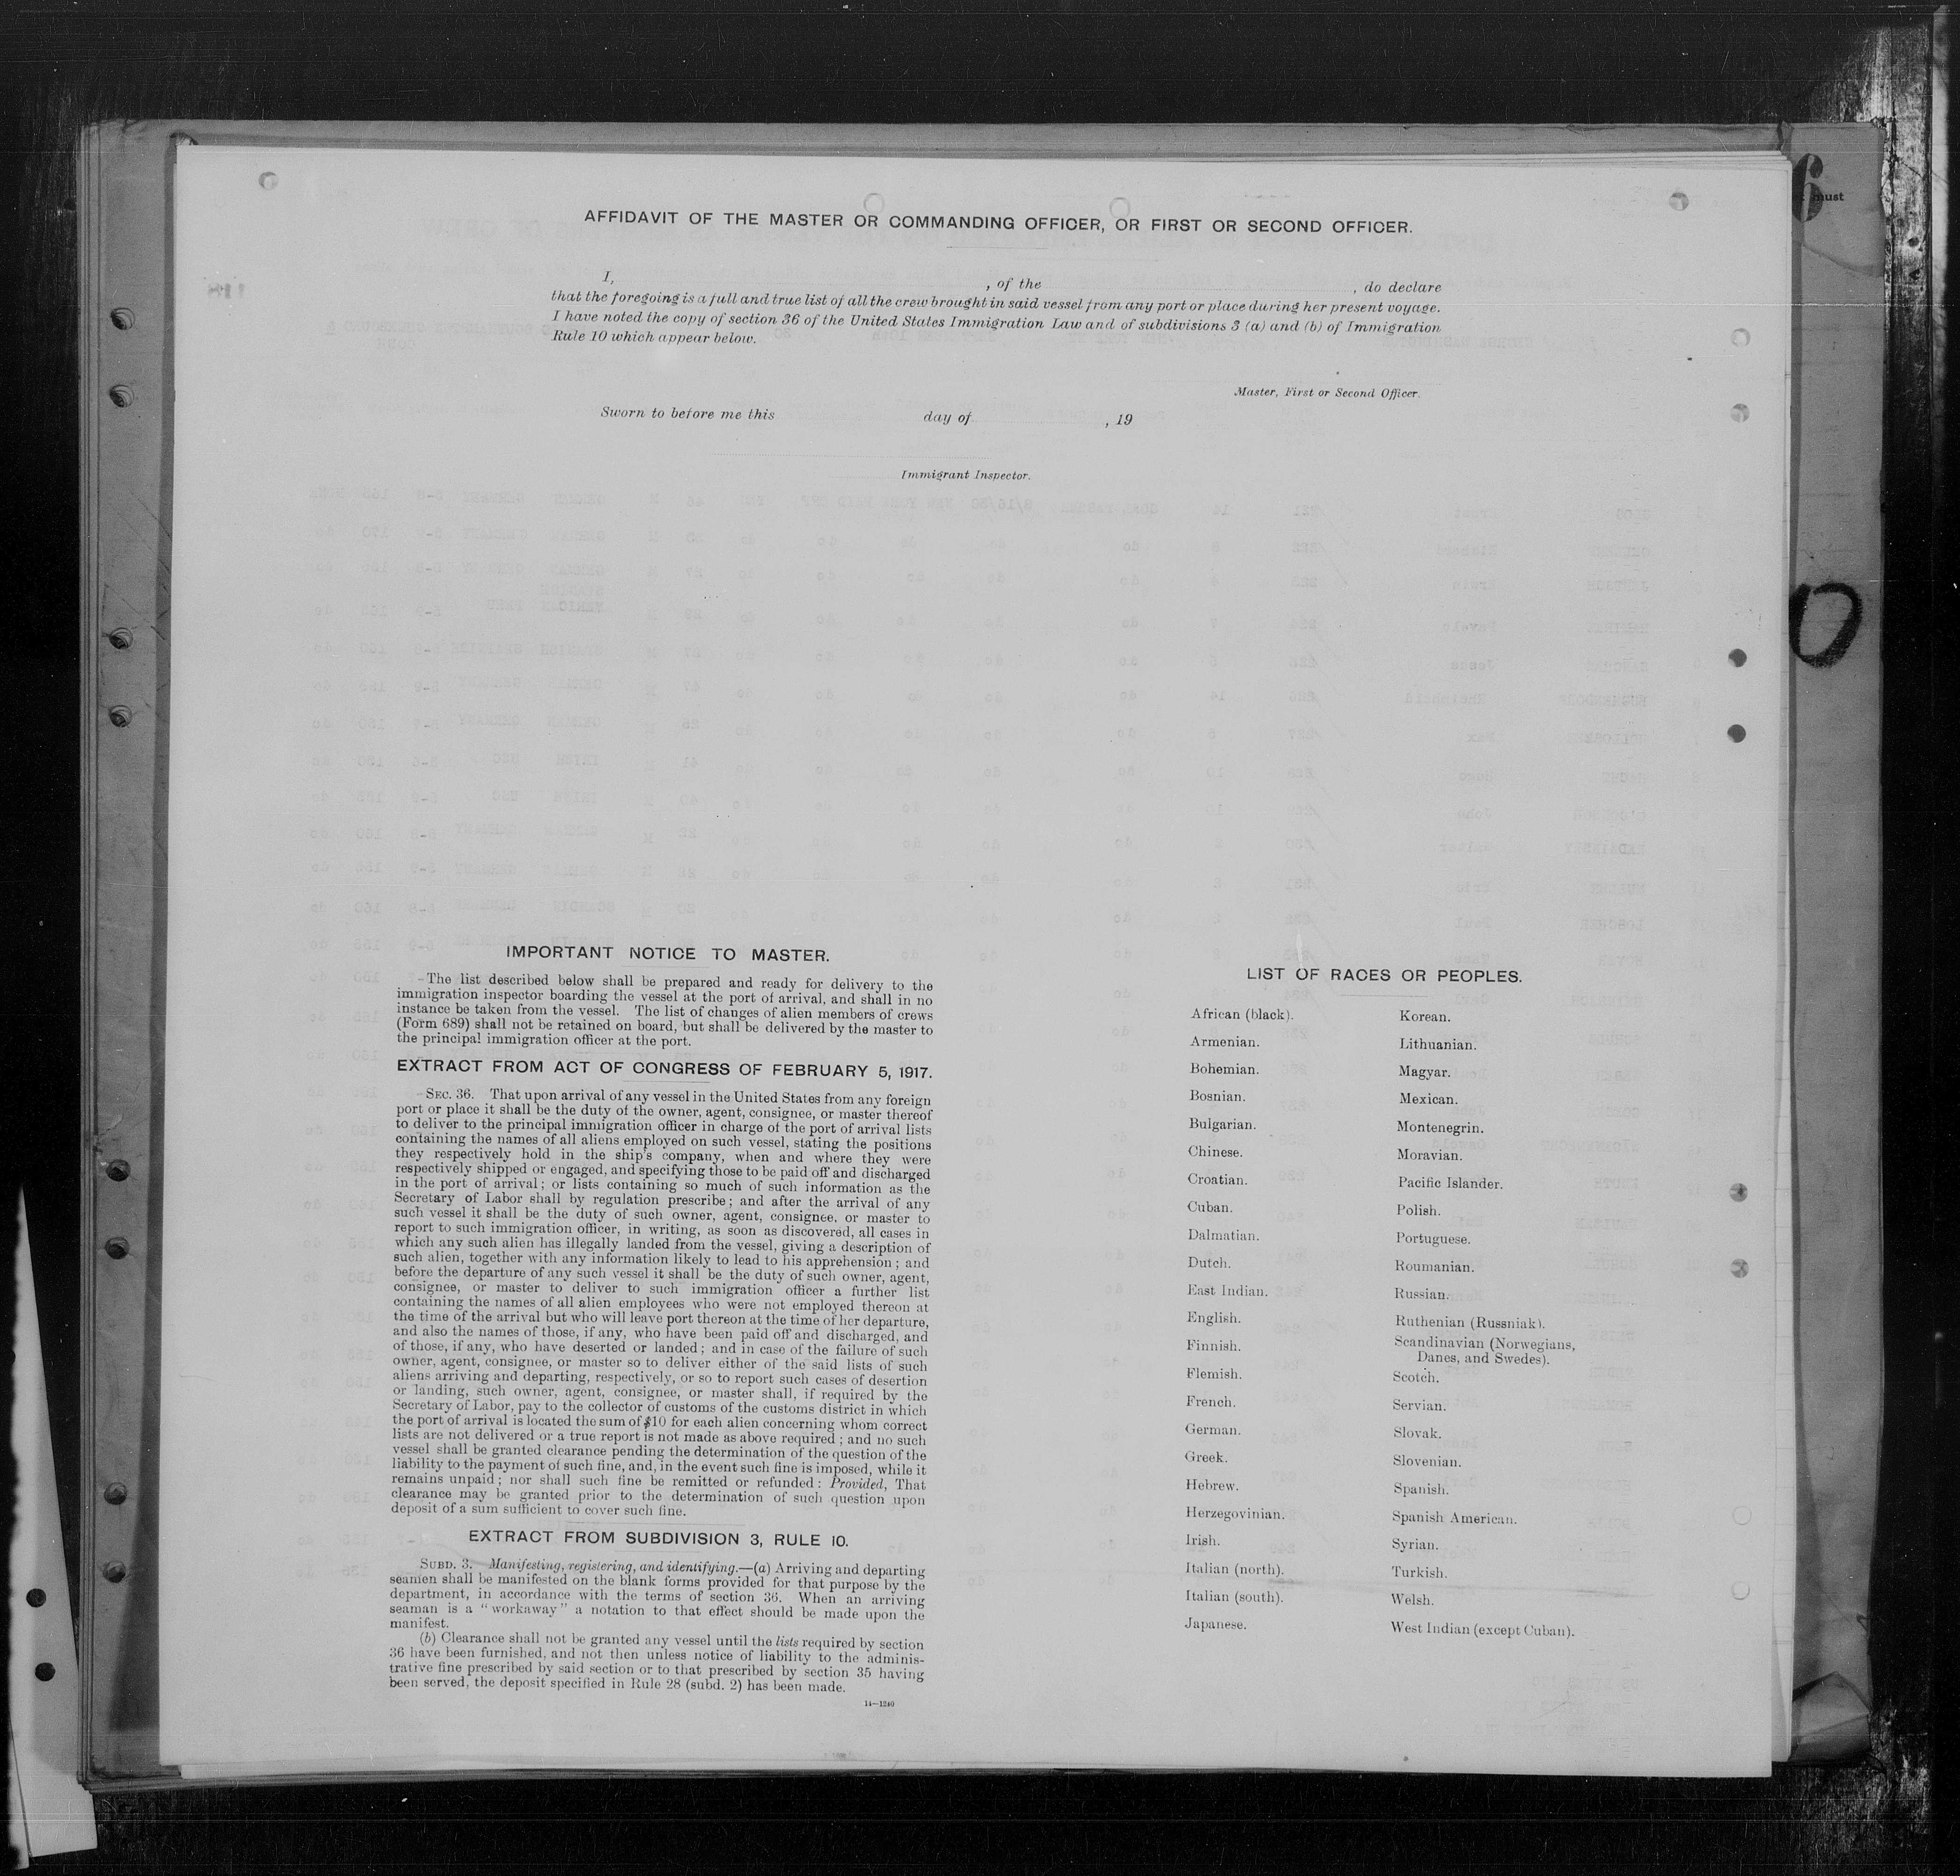 AFFIDAVIT OF THE MASTER OR COMMANDING OFFICER, OR FIRST OR SECOND OFFICER.
I, , of the , do declare
that the foregoing is a full and true list of all the crew brought in said vessel from any port or place during her present voyage.
I have noted the copy of section 36 of the United States Immigration Law and of subdivisions 3 (a) and (b) of Immigration
Rule 10 which appear below.
Master, First or Second Officer.
Sworn to before me this day of , 19
Immigrant Inspector.
IMPORTANT NOTICE TO MASTER.
The list described below shall be prepared and ready for delivery to the
immigration inspector boarding the vessel at the port of arrival, and shall in no
instance be taken from the vessel. The list of changes of alien members of crews
(Form 689) shall not be retained on board, but shall be delivered by the master to
the principal immigration officer at the port.
EXTRACT FROM ACT OF CONGRESS OF FEBRUARY 5, 1917.
SEC. 36. That upon arrival of any vessel in the United States from any foreign
port or place it shall be the duty of the owner, agent, consignee, or master thereof
to deliver to the principal immigration officer in charge of the port of arrival lists
containing the names of all aliens employed on such vessel, stating the positions
they respectively hold in the ship's company, when and where they were
respectively shipped or engaged, and specifying those to be paid off and discharged
in the port of arrival; or lists containing so much of such information as the
Secretary of Labor shall by regulation prescribe; and after the arrival of any
such vessel it shall be the duty of such owner, agent, consignee, or master to
report to such immigration officer, in writing, as soon as discovered, all cases in
which any such alien has illegally landed from the vessel, giving a description of
such alien, together with any information likely to lead to his apprehension; and
before the departure of any such vessel it shall be the duty of such owner, agent,
consignee, or master to deliver to such immigration officer a further list
containing the names of all alien employees who were not employed thereon at
the time of the arrival but who will leave port thereon at the time of her departure,
and also the names of those, if any, who have been paid off and discharged, and
of those, if any, who have deserted or landed; and in case of the failure of such
owner, agent, consignee, or master so to deliver either of the said lists of such
aliens arriving and departing, respectively, or so to report such cases of desertion
or landing, such owner, agent, consignee, or master shall, if required by the
Secretary of Labor, pay to the collector of customs of the customs district in which
the port of arrival is located the sum of $10 for each alien concerning whom correct
lists are not delivered or a true report is not made as above required; and no such
vessel shall be granted clearance pending the determination of the question of the
liability to the payment of such fine, and, in the event such fine is imposed, while it
remains unpaid; nor shall such fine be remitted or refunded: Provided, That
clearance may be granted prior to the determination of such question upon
deposit of a sum sufficient to cover such fine.
EXTRACT FROM SUBDIVISION 3, RULE 10.
SUBD. 3. Manifesting, registering, and identifying.—(a) Arriving and departing
seamen shall be manifested on the blank forms provided for that purpose by the
department, in accordance with the terms of section 36. When an arriving
seaman is a "workaway" a notation to that effect should be made upon the
manifest.
(b) Clearance shall not be granted any vessel until the lists required by section
36 have been furnished, and not then unless notice of liability to the adminis-
trative fine prescribed by said section or to that prescribed by section 35 having
been served, the deposit specified in Rule 28 (subd. 2) has been made.
14—1240
LIST OF RACES OR PEOPLES.
African (black).
Armenian.
Bohemian.
Bosnian.
Bulgarian.
Chinese.
Croatian.
Cuban.
Dalmatian.
Dutch.
East Indian.
English.
Finnish.
Flemish.
French.
German.
Greek.
Hebrew.
Herzegovinian.
Irish.
Italian (north).
Italian (south).
Japanese.
Korean.
Lithuanian.
Magyar.
Mexican.
Montenegrin.
Moravian.
Pacific Islander.
Polish.
Portuguese.
Roumanian.
Russian.
Ruthenian (Russniak).
Scandinavian (Norwegians,
Danes, and Swedes).
Scotch.
Servian.
Slovak.
Slovenian.
Spanish.
Spanish American.
Syrian.
Turkish.
Welsh.
West Indian (except Cuban).
6
must